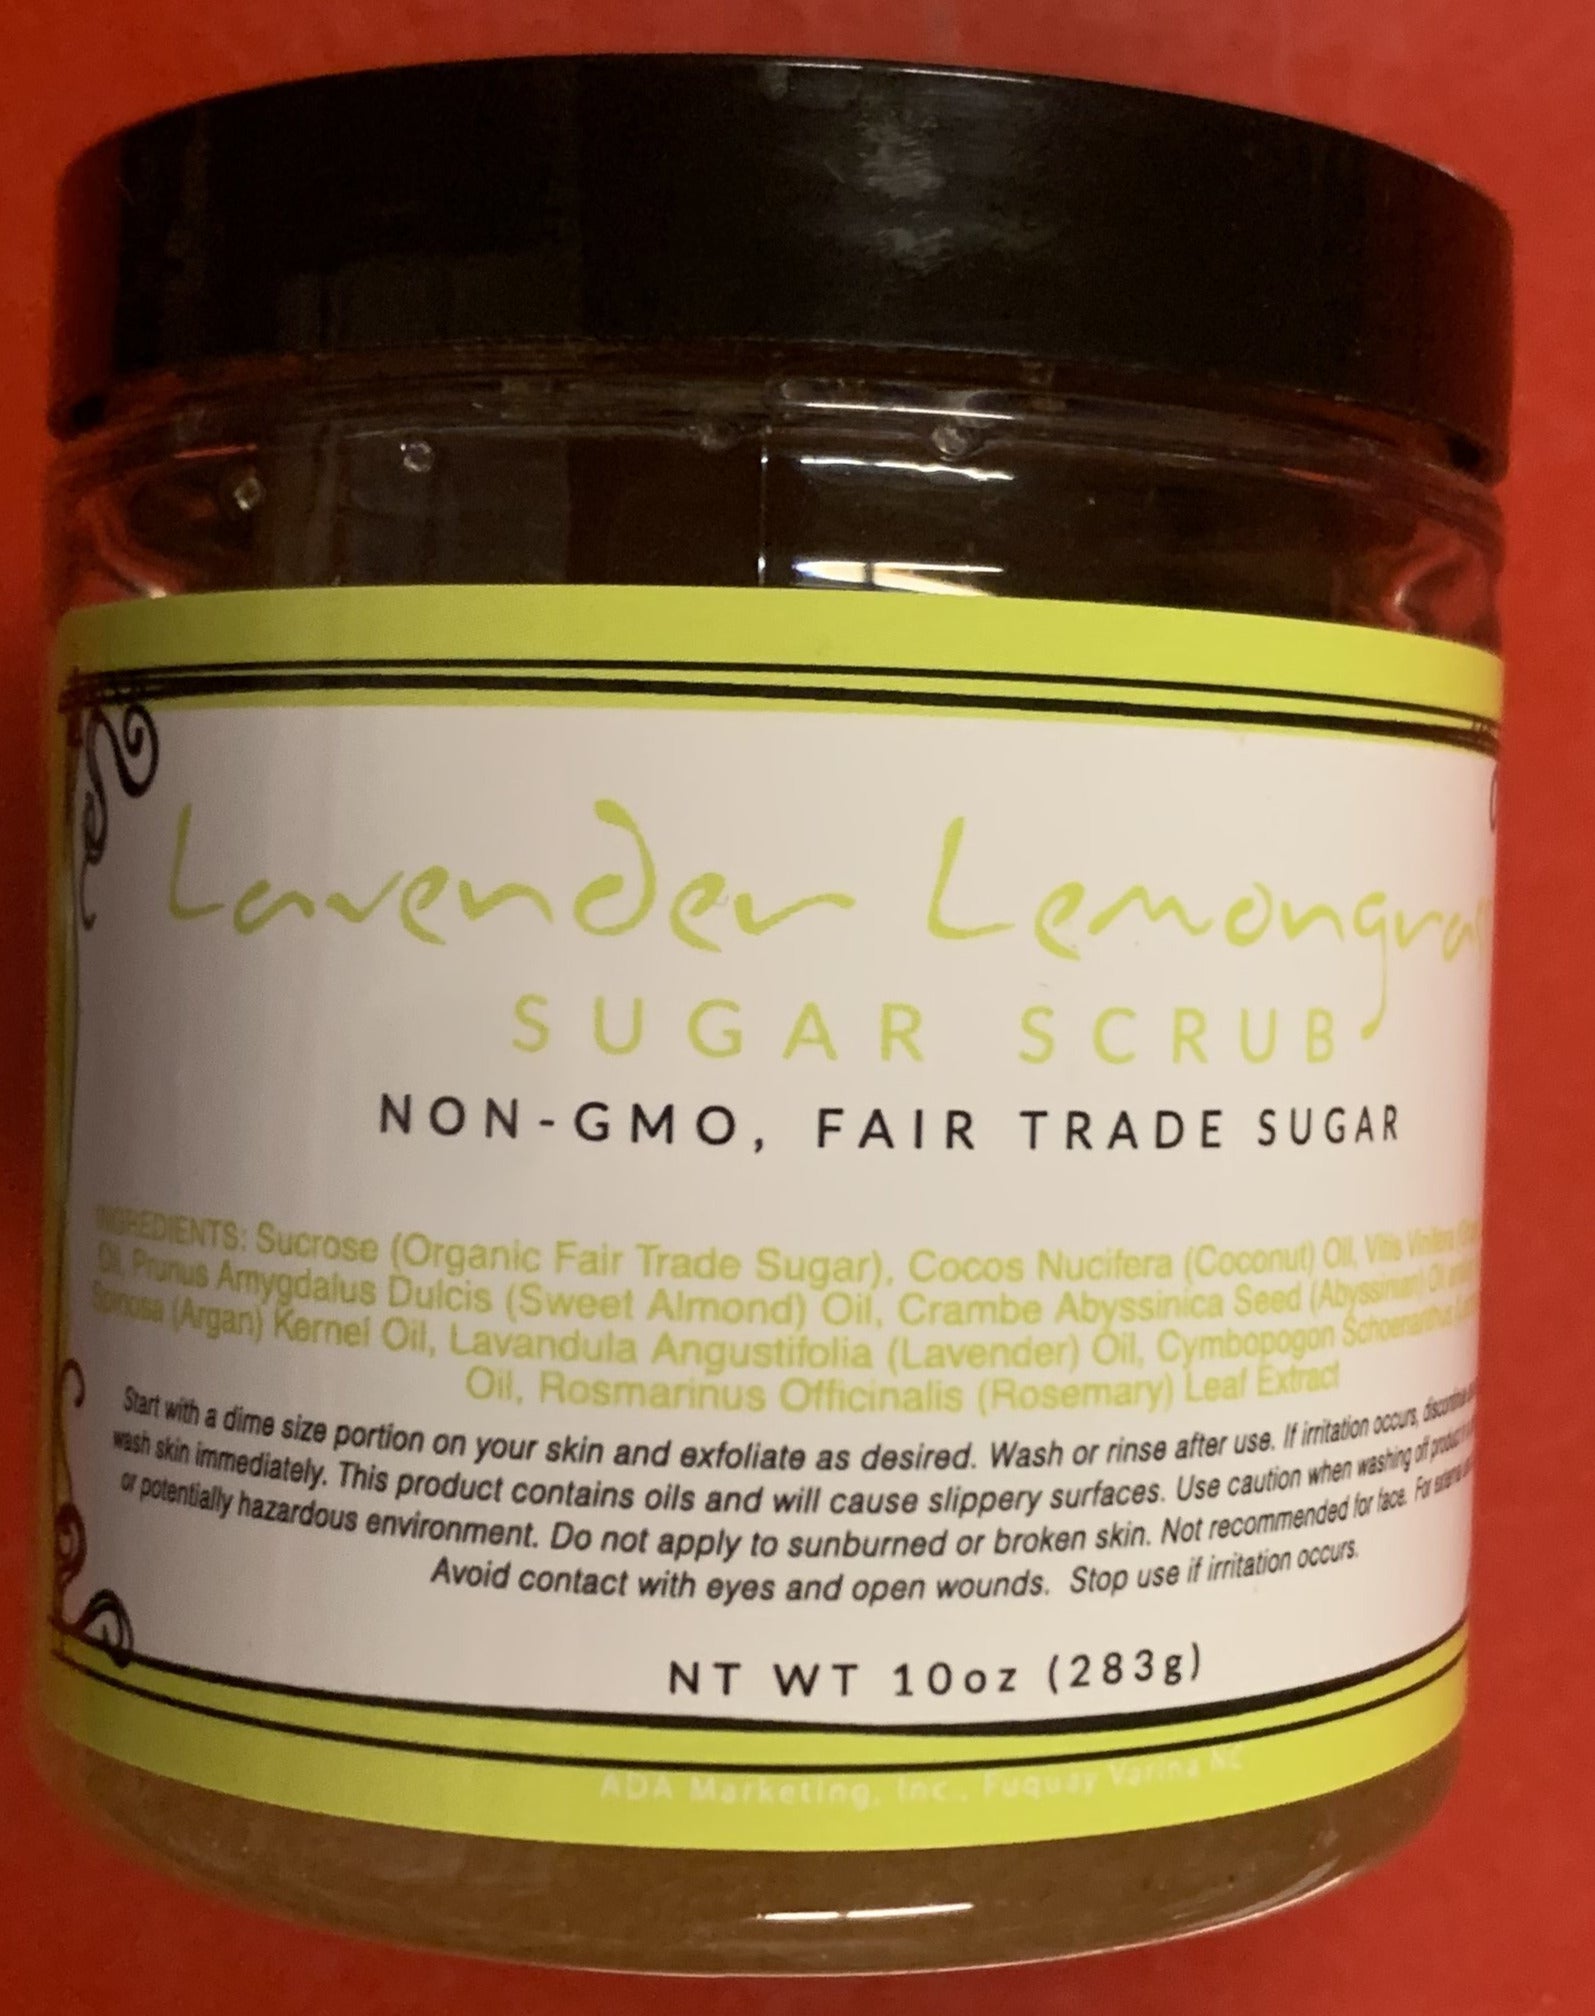 Lavender Lemongras
SUGAR SCRUB
NON-GMO, FAIR TRADE SUGAR
INGREDIENTS: Sucrose (Organic Fair Trade Sugar), Cocos Nucifera (Coconut) Oil, Vitis Vinifera
Oil, Prunus Amygdalus Dulcis (Sweet Almond) Oil, Crambe Abyssinica Seed (Abyssinian) Oil
Spinosa (Argan) Kernel Oil, Lavandula Angustifolia (Lavender) Oil, Cymbopogon Schoenanthus
Oil, Rosmarinus Officinalis (Rosemary) Leaf Extract
Start with a dime size portion on your skin and exfoliate as desired. Wash or rinse after use. If irritation occurs,
wash skin immediately. This product contains oils and will cause slippery surfaces. Use caution when washing off product
or potentially hazardous environment. Do not apply to sunburned or broken skin. Not recommended for face. For
Avoid contact with eyes and open wounds. Stop use if irritation occurs.
NT WT 10oz (283g)
ADA Marketing, Inc., Fuquay Varina NC